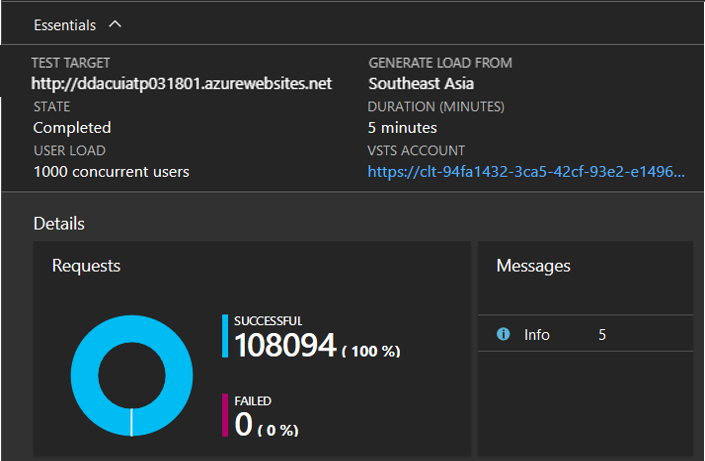 Essentials
TEST TARGET
http://ddacuiatp031801.azurewebsites.net
GENERATE LOAD FROM
Southeast Asia
STATE
Completed
DURATION (MINUTES)
5 minutes
USER LOAD
1000 concurrent users
VSTS ACCOUNT
https://clt-94fa1432-3ca5-42cf-93e2-e1496...
Details
Requests
SUCCESSFUL
108094 ( 100 %)
FAILED
0 ( 0 %)
Messages
Info 5